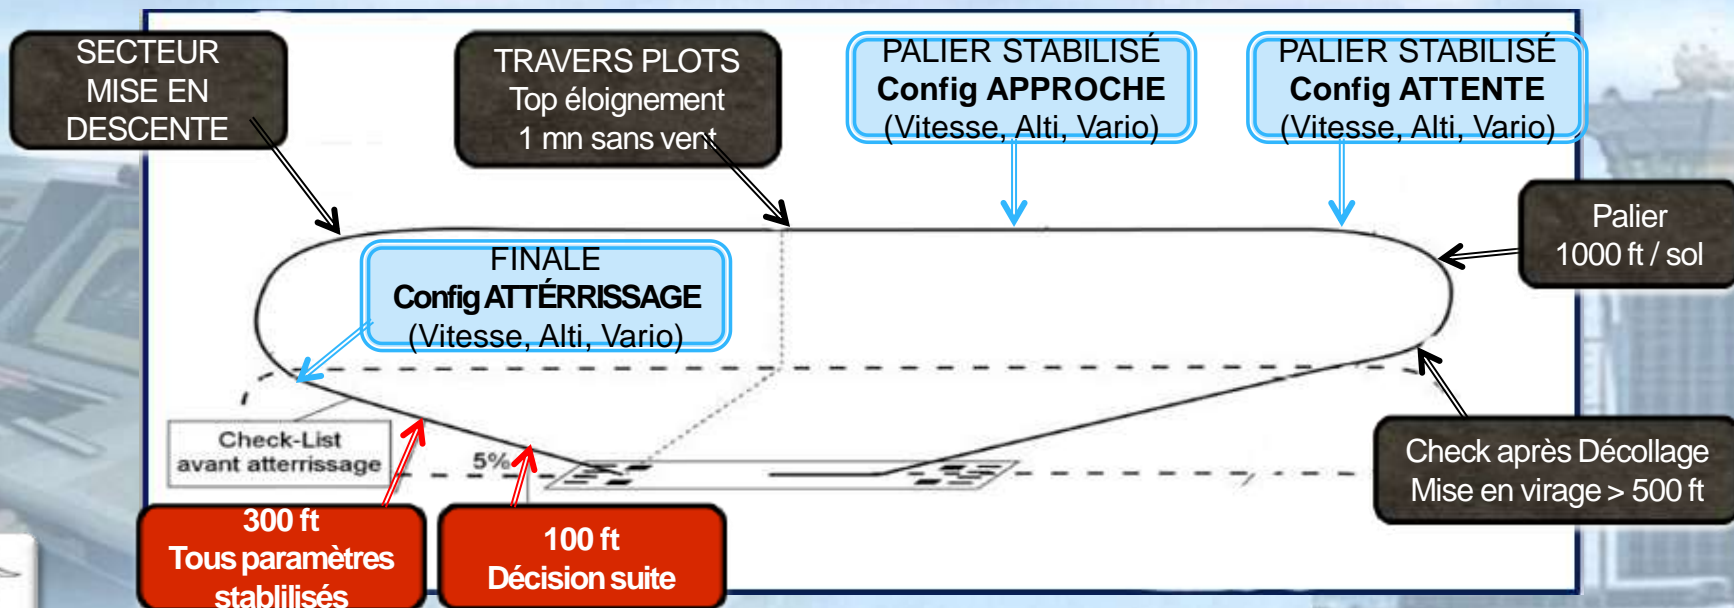 SECTEUR
MISE EN
DESCENTE
TRAVERS PLOTS
Top éloignement
1 mn sans vent
PALIER STABILISÉ
Config APPROCHE
(Vitesse, Alti, Vario)
PALIER STABILISÉ
Config ATTENTE
(Vitesse, Alti, Vario)
Palier
1000 ft / sol
FINALE
Config ATTÉRRISSAGE
(Vitesse, Alti, Vario)
Check-List
avant atterrissage
5%
Check après Décollage
Mise en virage > 500 ft
300 ft
Tous paramètres
stablilisés
100 ft
Décision suite